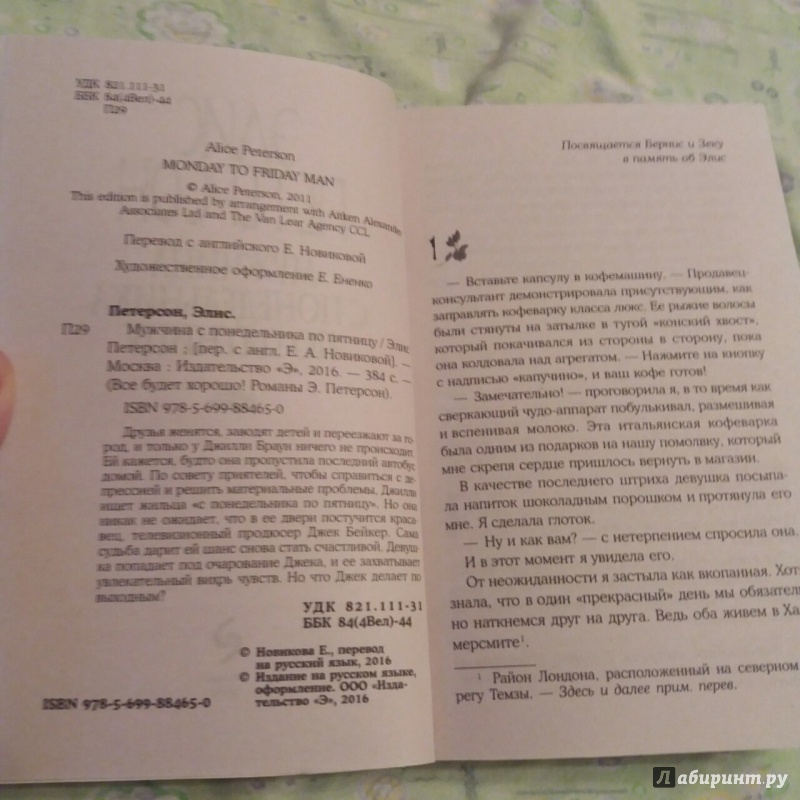 УДК 821.111-31
ББК 84(4Вел)-44
П29
Alice Peterson
MONDAY TO FRIDAY MAN
© Alice Peterson, 2011
This edition is published by arrangement with Aitken Alexander
Associates Ltd and The Van Lear Agency CCL
Перевод с английского Е. Новиковой
Художественное оформление Е. Ененко
Петерсон, Элис.
П29 Мужчина с понедельника по пятницу / Элис
Петерсон : [пер. с англ. Е. А. Новиковой]. —
Москва : Издательство «Э», 2016. — 384 с. —
(Все будет хорошо! Романы Э. Петерсон).
ISBN 978-5-699-88465-0
Друзья женятся, заводят детей и переезжают за го-
род, и только у Джилли Браун ничего не происходит.
Ей кажется, будто она пропустила последний автобус
домой. По совету приятелей, чтобы справиться с де-
прессией и решить материальные проблемы, Джилли
ищет жильца «с понедельника по пятницу». Но она
никак не ожидает, что в ее двери постучится краса-
вец, телевизионный продюсер Джек Бейкер. Сама
судьба дарит ей шанс снова стать счастливой. Девуш-
ка попадает под очарование Джека, и ее захватывает
увлекательный вихрь чувств. Но что Джек делает по
выходным?
УДК 821.111-31
ББК 84(4Вел)-44
© Новикова Е., перевод
на русский язык, 2016
© Издание на русском языке,
оформление. ООО «Изда-
тельство «Э», 2016
ISBN 978-5-699-88465-0
Посвящается Бернис и Зеку
в память об Элис
1
— Вставьте капсулу в кофемашину. — Продавец-
консультант демонстрировала присутствующим, как
заправлять кофеварку класса люкс. Ее рыжие волосы
были стянуты на затылке в тугой «конский хвост»,
который покачивался из стороны в сторону, пока
она колдовала над агрегатом. — Нажмите на кнопку
с надписью «капучино», и ваш кофе готов!
— Замечательно! — проговорила я, в то время как
сверкающий чудо-аппарат побулькивал, размешивая
и вспенивая молоко. Эта итальянская кофеварка
была одним из подарков на нашу помолвку, который
мне скрепя сердце пришлось вернуть в магазин.
В качестве последнего штриха девушка посыпа-
ла напиток шоколадным порошком и протянула его
мне. Я сделала глоток.
— Ну и как вам? — с нетерпением спросила она.
И в этот момент я увидела его.
От неожиданности я застыла как вкопанная. Хотя
знала, что в один «прекрасный» день мы обязательно
наткнемся друг на друга. Ведь оба живем в Хам-
мерсмите¹.
¹ Район Лондона, расположенный на северном
регу Темзы. — Здесь и далее прим. перев.
Лабиринт.ру